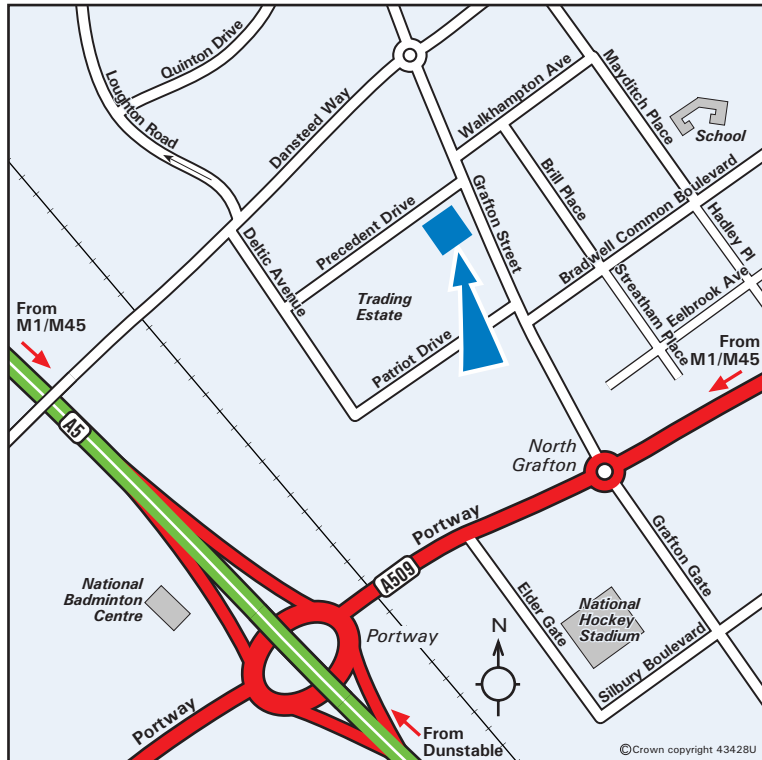 Quinton Drive
Loughton Road
Dansteed Way
Walkhampton Ave
Mayditch Place
School
Brill Place
Grafton Street
Bradwell Common Boulevard
Hadley Pl
Precedent Drive
Deltic Avenue
Trading
Estate
Streatham Place
Eelbrook Ave
From
M1/M45
From
M1/M45
Patriot Drive
A5
North
Grafton
Portway
A509
Grafton Gate
Elder Gate
National
Badminton
Centre
National
Hockey
Stadium
Portway
N
Silbury Boulevard
Portway
From
Dunstable
©Crown copyright 43428U